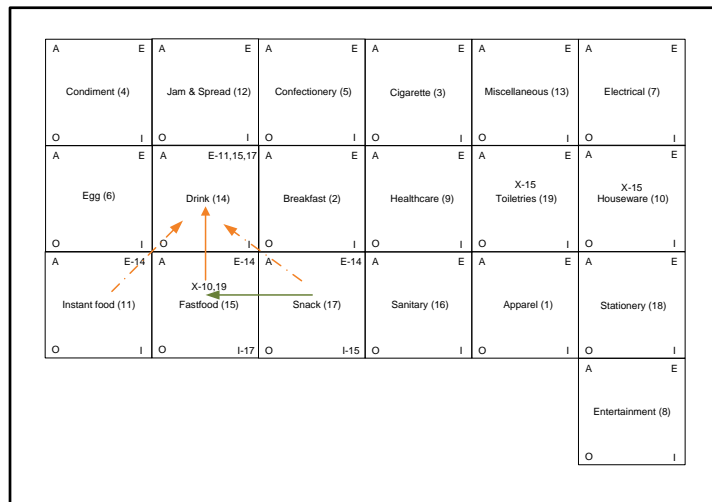 A E A E A E A E A E A E
Condiment (4) Jam & Spread (12) Confectionery (5) Cigarette (3) Miscellaneous (13) Electrical (7)
O I O I O I O I O I O I
A E A E-11,15,17 A E A E A E A E
X-15 X-15
Egg (6) Drink (14) Breakfast (2) Healthcare (9) Toiletries (19) Houseware (10)
O I O I O I O I O I O I
A E-14 A E-14 A E-14 A E A E A E
X-10,19
Instant food (11) Fastfood (15) Snack (17) Sanitary (16) Apparel (1) Stationery (18)
O I O I-17 O I-15 O I O I O I
A E
Entertainment (8)
O I